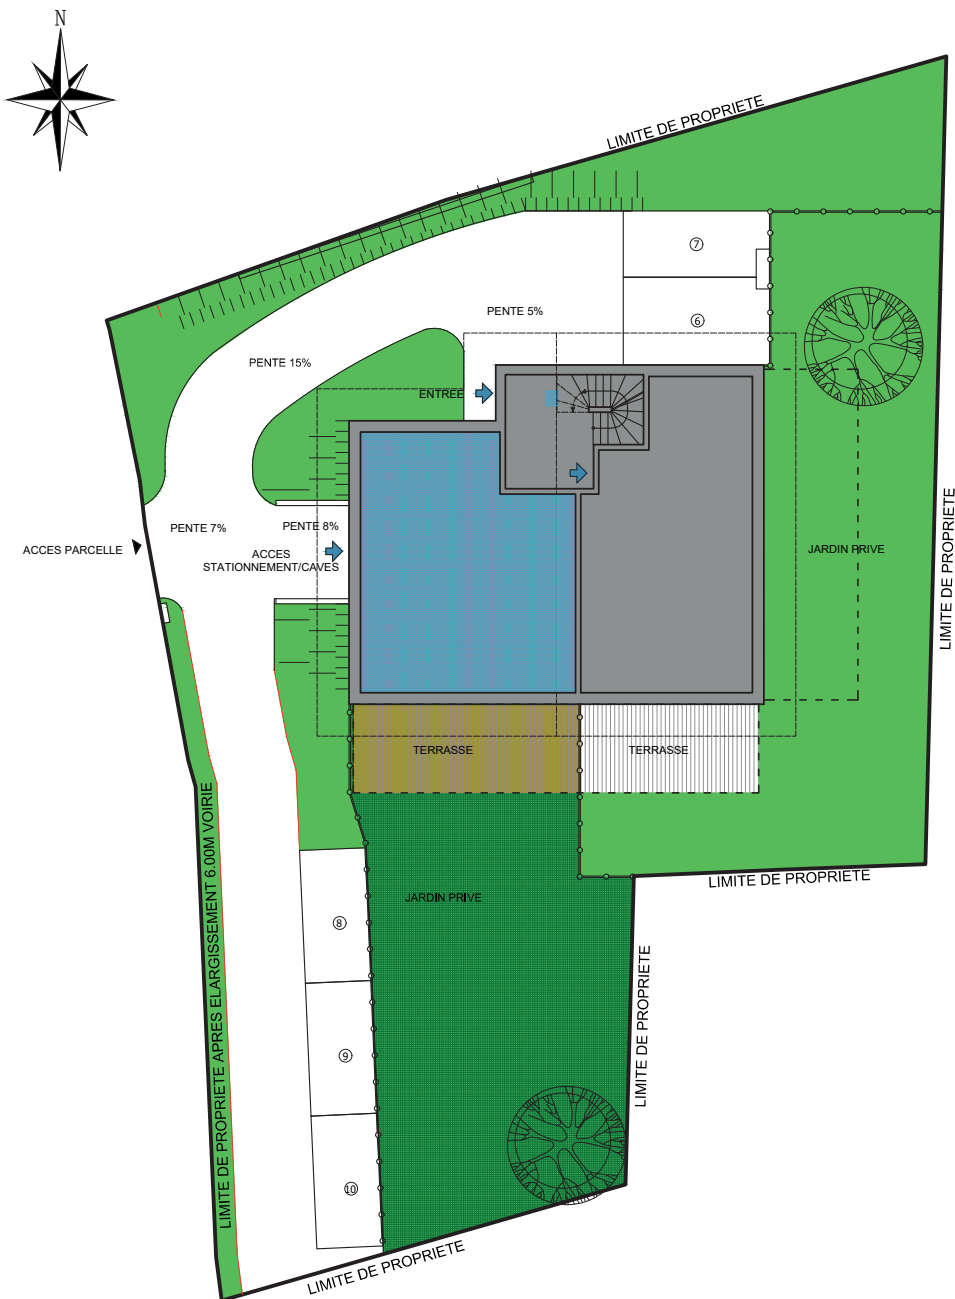 N
LIMITE DE PROPRIETE
7
PENTE 5%
6
PENTE 15%
ENTREE
LIMITE DE PROPRIETE
PENTE 7%
PENTE 8%
ACCES PARCELLE
ACCES
STATIONNEMENT/CAVES
JARDIN PRIVE
TERRASSE
TERRASSE
LIMITE DE PROPRIETE APRES ELARGISSEMENT 6.00M VOIRIE
LIMITE DE PROPRIETE
JARDIN PRIVE
8
LIMITE DE PROPRIETE
9
10
LIMITE DE PROPRIETE